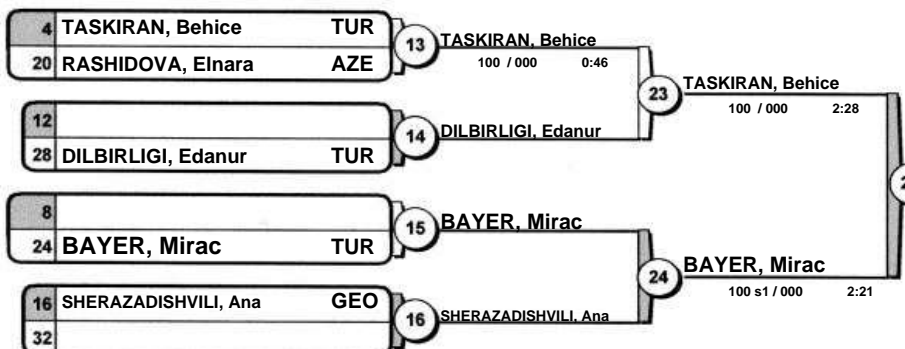 4 TASKIRAN, Behice TUR
20 RASHIDOVA, Elnara AZE
13 TASKIRAN, Behice
100 / 000 0:46
23 TASKIRAN, Behice
100 / 000 2:28
12
28 DILBIRLIGI, Edanur TUR
14 DILBIRLIGI, Edanur
8
24 BAYER, Mirac TUR
15 BAYER, Mirac
24 BAYER, Mirac
100 s1 / 000 2:21
16 SHERAZADISHVILI, Ana GEO
32
16 SHERAZADISHVILI, Ana